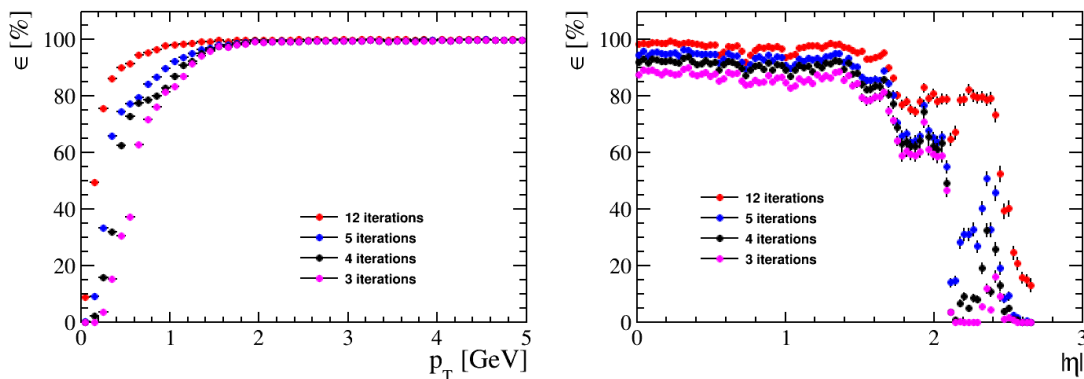 ϵ [%]
100
80
60
40
20
0
12 iterations
5 iterations
4 iterations
3 iterations
0 1 2 3 4 5
p_T [GeV]
ϵ [%]
100
80
60
40
20
0
12 iterations
5 iterations
4 iterations
3 iterations
0 1 2 3
|η|